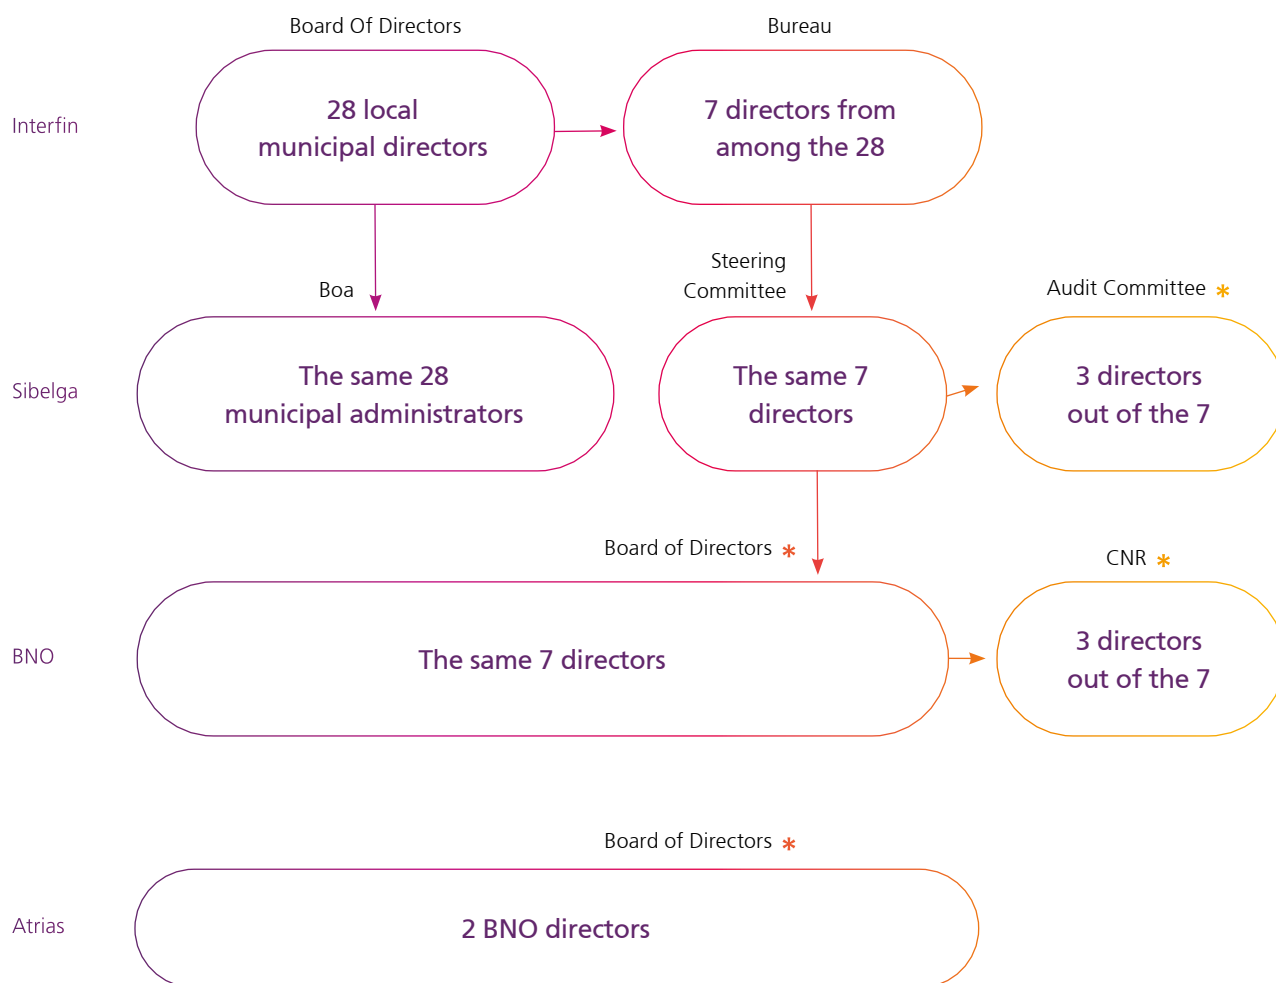 Board Of Directors
Bureau
Interfin
28 local
municipal directors
7 directors from
among the 28
Boa
Steering
Committee
Audit Committee *
Sibelga
The same 28
municipal administrators
The same 7
directors
3 directors
out of the 7
Board of Directors *
CNR *
BNO
The same 7 directors
3 directors
out of the 7
Board of Directors *
Atrias
2 BNO directors